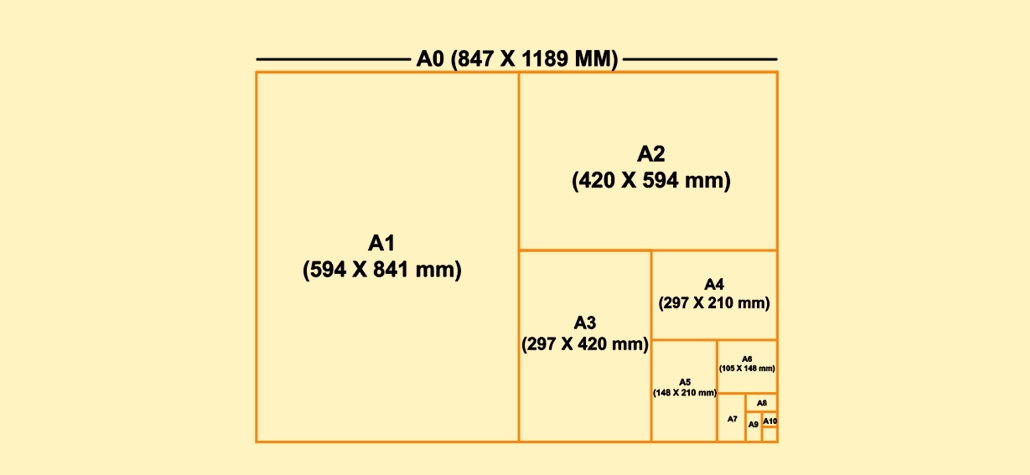 A0 (847 X 1189 MM)
A1
(594 X 841 mm)
A2
(420 X 594 mm)
A3
(297 X 420 mm)
A4
(297 X 210 mm)
A5
(148 X 210 mm)
A6
(105 X 148 mm)
A7
A8
A9
A10